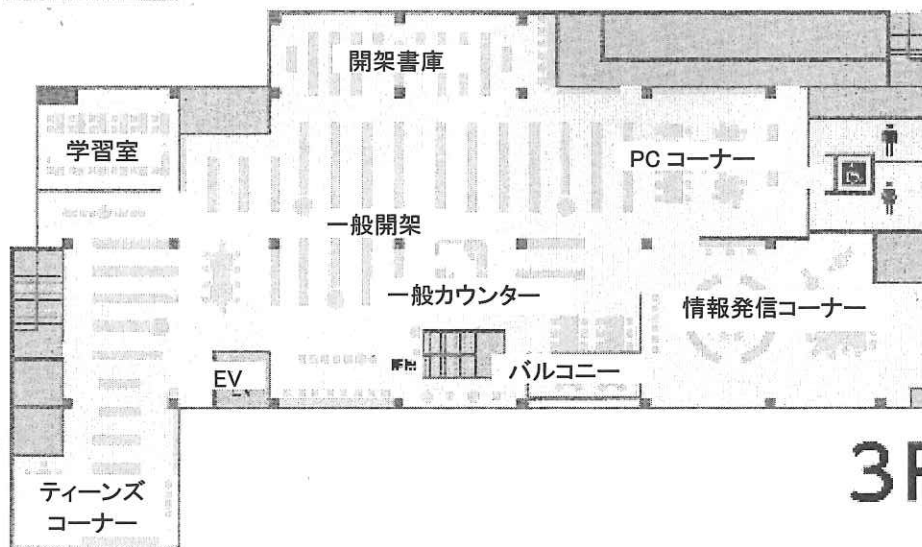 開架書庫
学習室
PC コーナー
一般開架
一般カウンター
情報発信コーナー
EV
バルコニー
3F
ティーンズ
コーナー